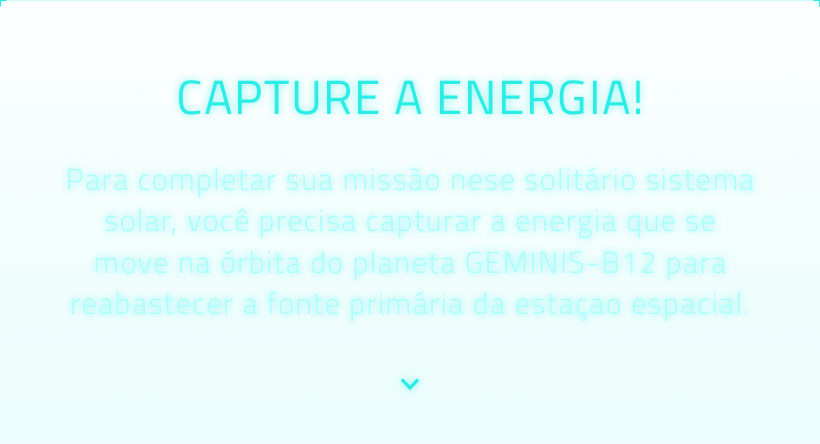 CAPTURE A ENERGIA!
Para completar sua missão nese solitário sistema
solar, você precisa capturar a energia que se
move na órbita do planeta GEMINIS-B12 para
reabastecer a fonte primária da estaçao espacial.